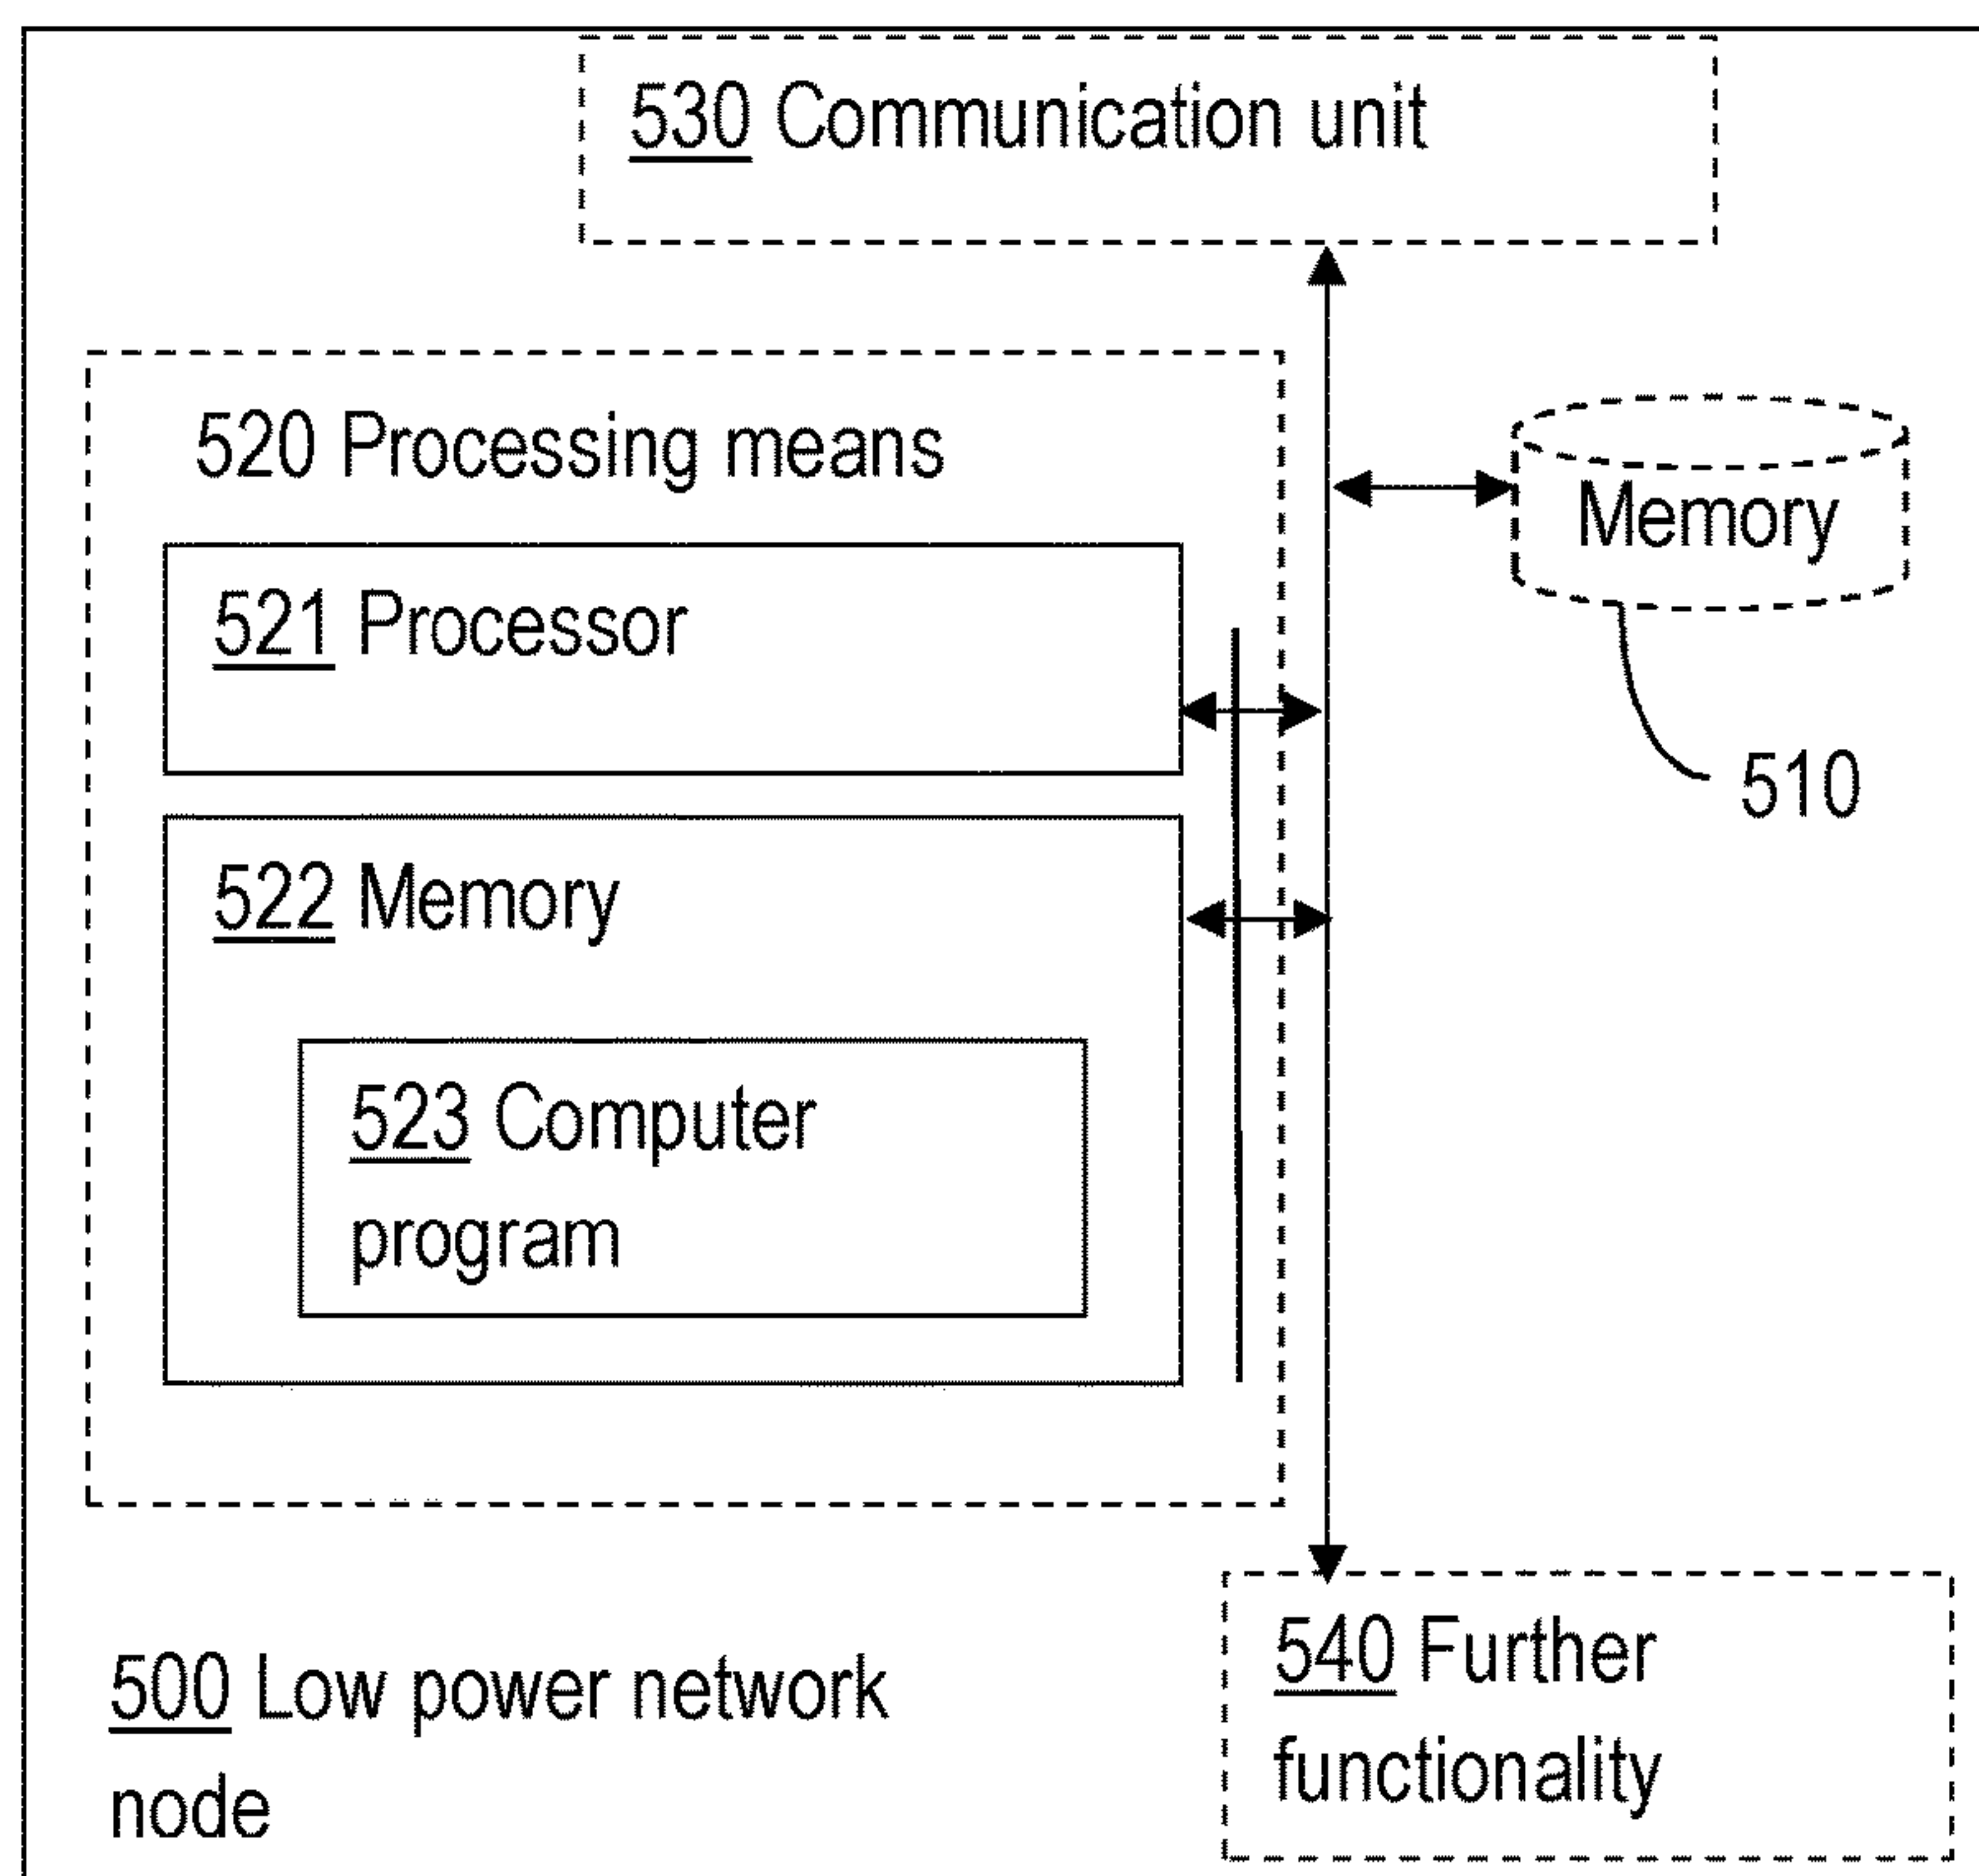 530 Communication unit
520 Processing means
Memory
521 Processor
510
522 Memory
523 Computer
program
540 Further
functionality
500 Low power network
node